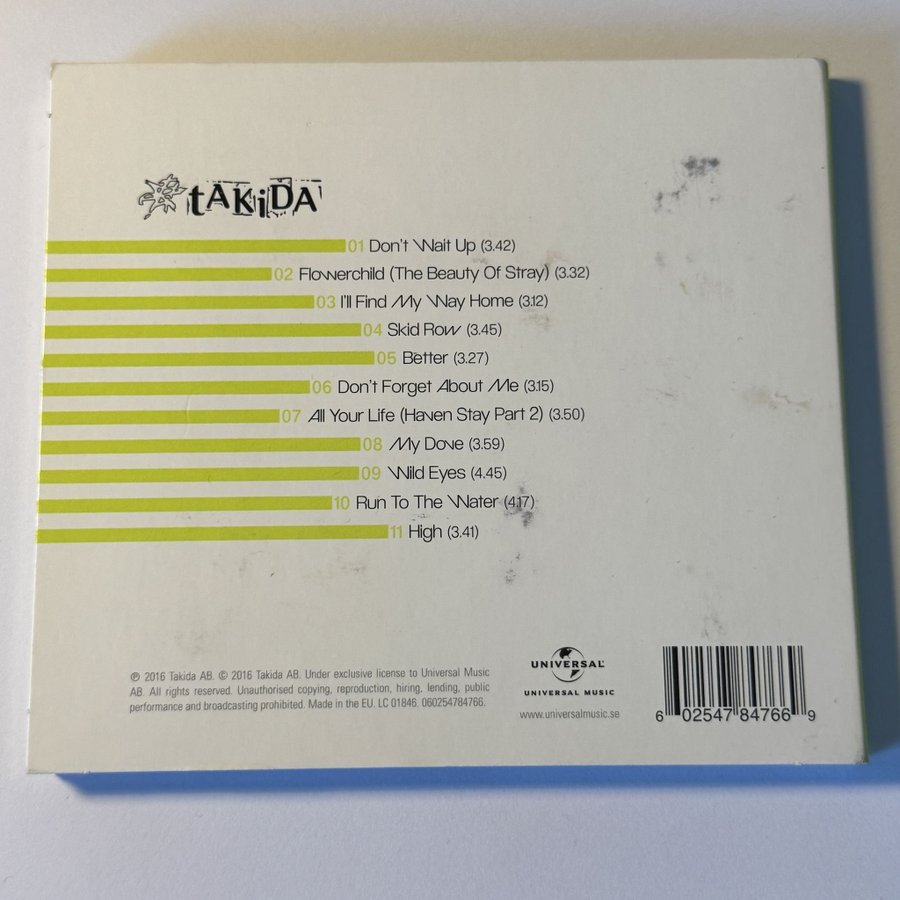 tAKiDA
01 Don't Wait Up (3.42)
02 Flowerchild (The Beauty Of Stray) (3.32)
03 I'll Find My Way Home (3.12)
04 Skid Row (3.45)
05 Better (3.27)
06 Don't Forget About Me (3.15)
07 All Your Life (Haven Stay Part 2) (3.50)
08 My Dove (3.59)
09 Wild Eyes (4.45)
10 Run To The Water (4.17)
11 High (3.41)
℗ 2016 Takida AB. © 2016 Takida AB. Under exclusive license to Universal Music
AB. All rights reserved. Unauthorised copying, reproduction, hiring, lending, public
performance and broadcasting prohibited. Made in the EU. LC 01846. 060254784766.
UNIVERSAL
UNIVERSAL MUSIC
www.universalmusic.se
6 02547 84766 9